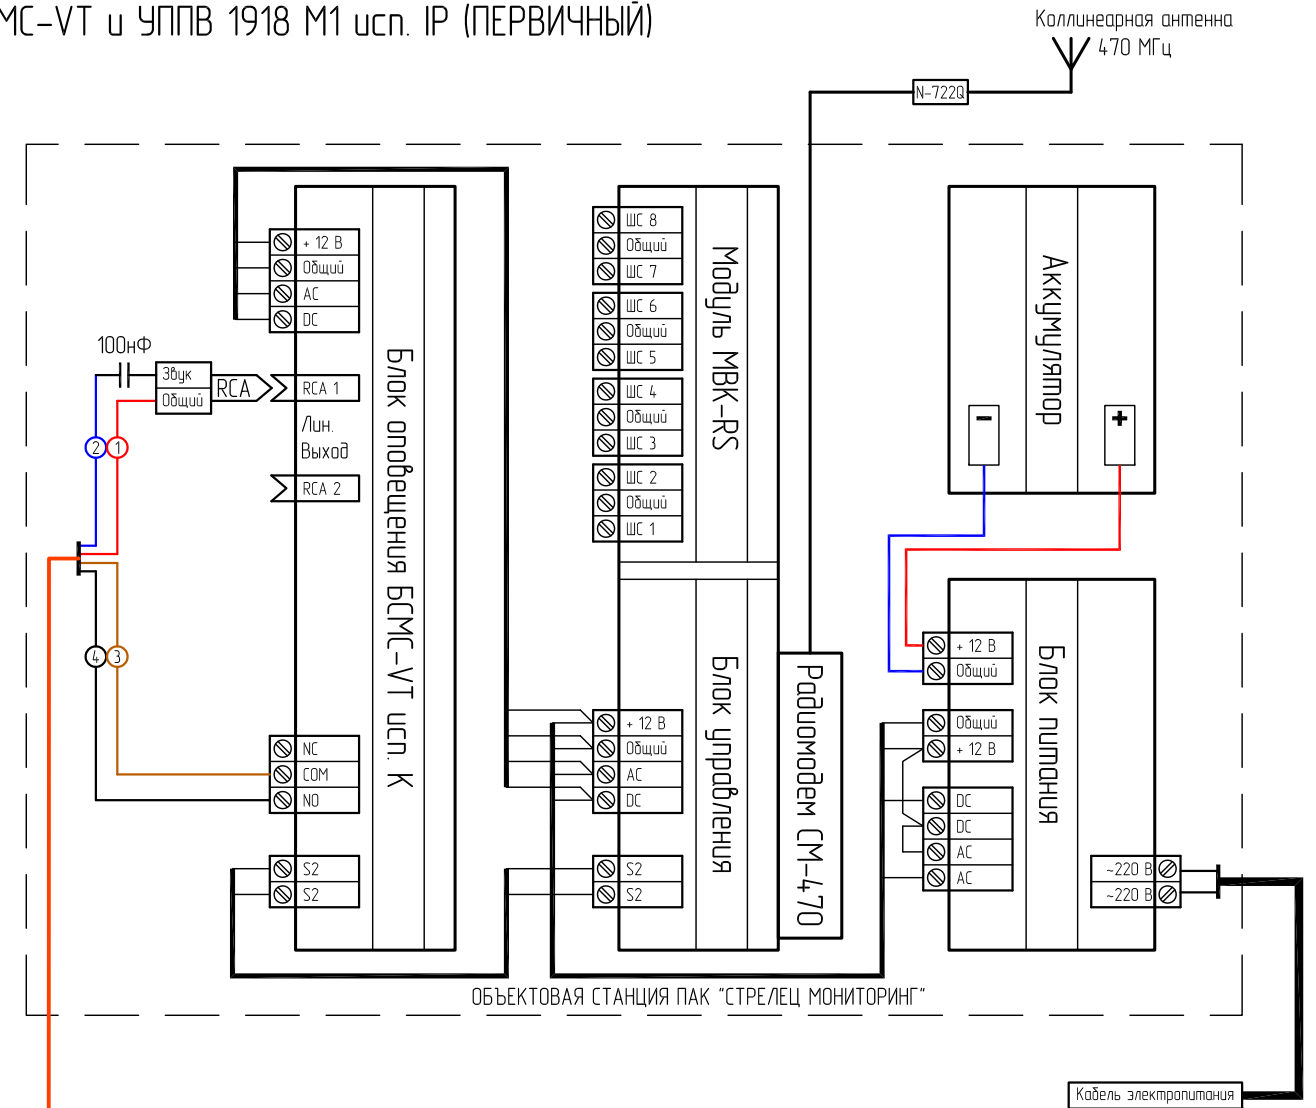 МС-VT и УППВ 1918 М1 исп. IP (ПЕРВИЧНЫЙ)
Коллинеарная антенна
470 МГц
N-722Q
+ 12 В
Общий
AC
DC
100нФ
Звук
Общий
RCA
RCA 1
Лин.
Выход
RCA 2
2
1
4
3
NC
COM
NO
S2
S2
Блок оповещения БСМС-VT исп. К
ШС 8
Общий
ШС 7
ШС 6
Общий
ШС 5
ШС 4
Общий
ШС 3
ШС 2
Общий
ШС 1
Модуль МВК-RS
+ 12 В
Общий
AC
DC
S2
S2
Блок управления
Радиомодем СМ-470
Аккумулятор
-
+
+ 12 В
Общий
Общий
+ 12 В
DC
DC
AC
AC
Блок питания
~220 В
~220 В
ОБЪЕКТОВАЯ СТАНЦИЯ ПАК "СТРЕЛЕЦ МОНИТОРИНГ"
Кабель электропитания